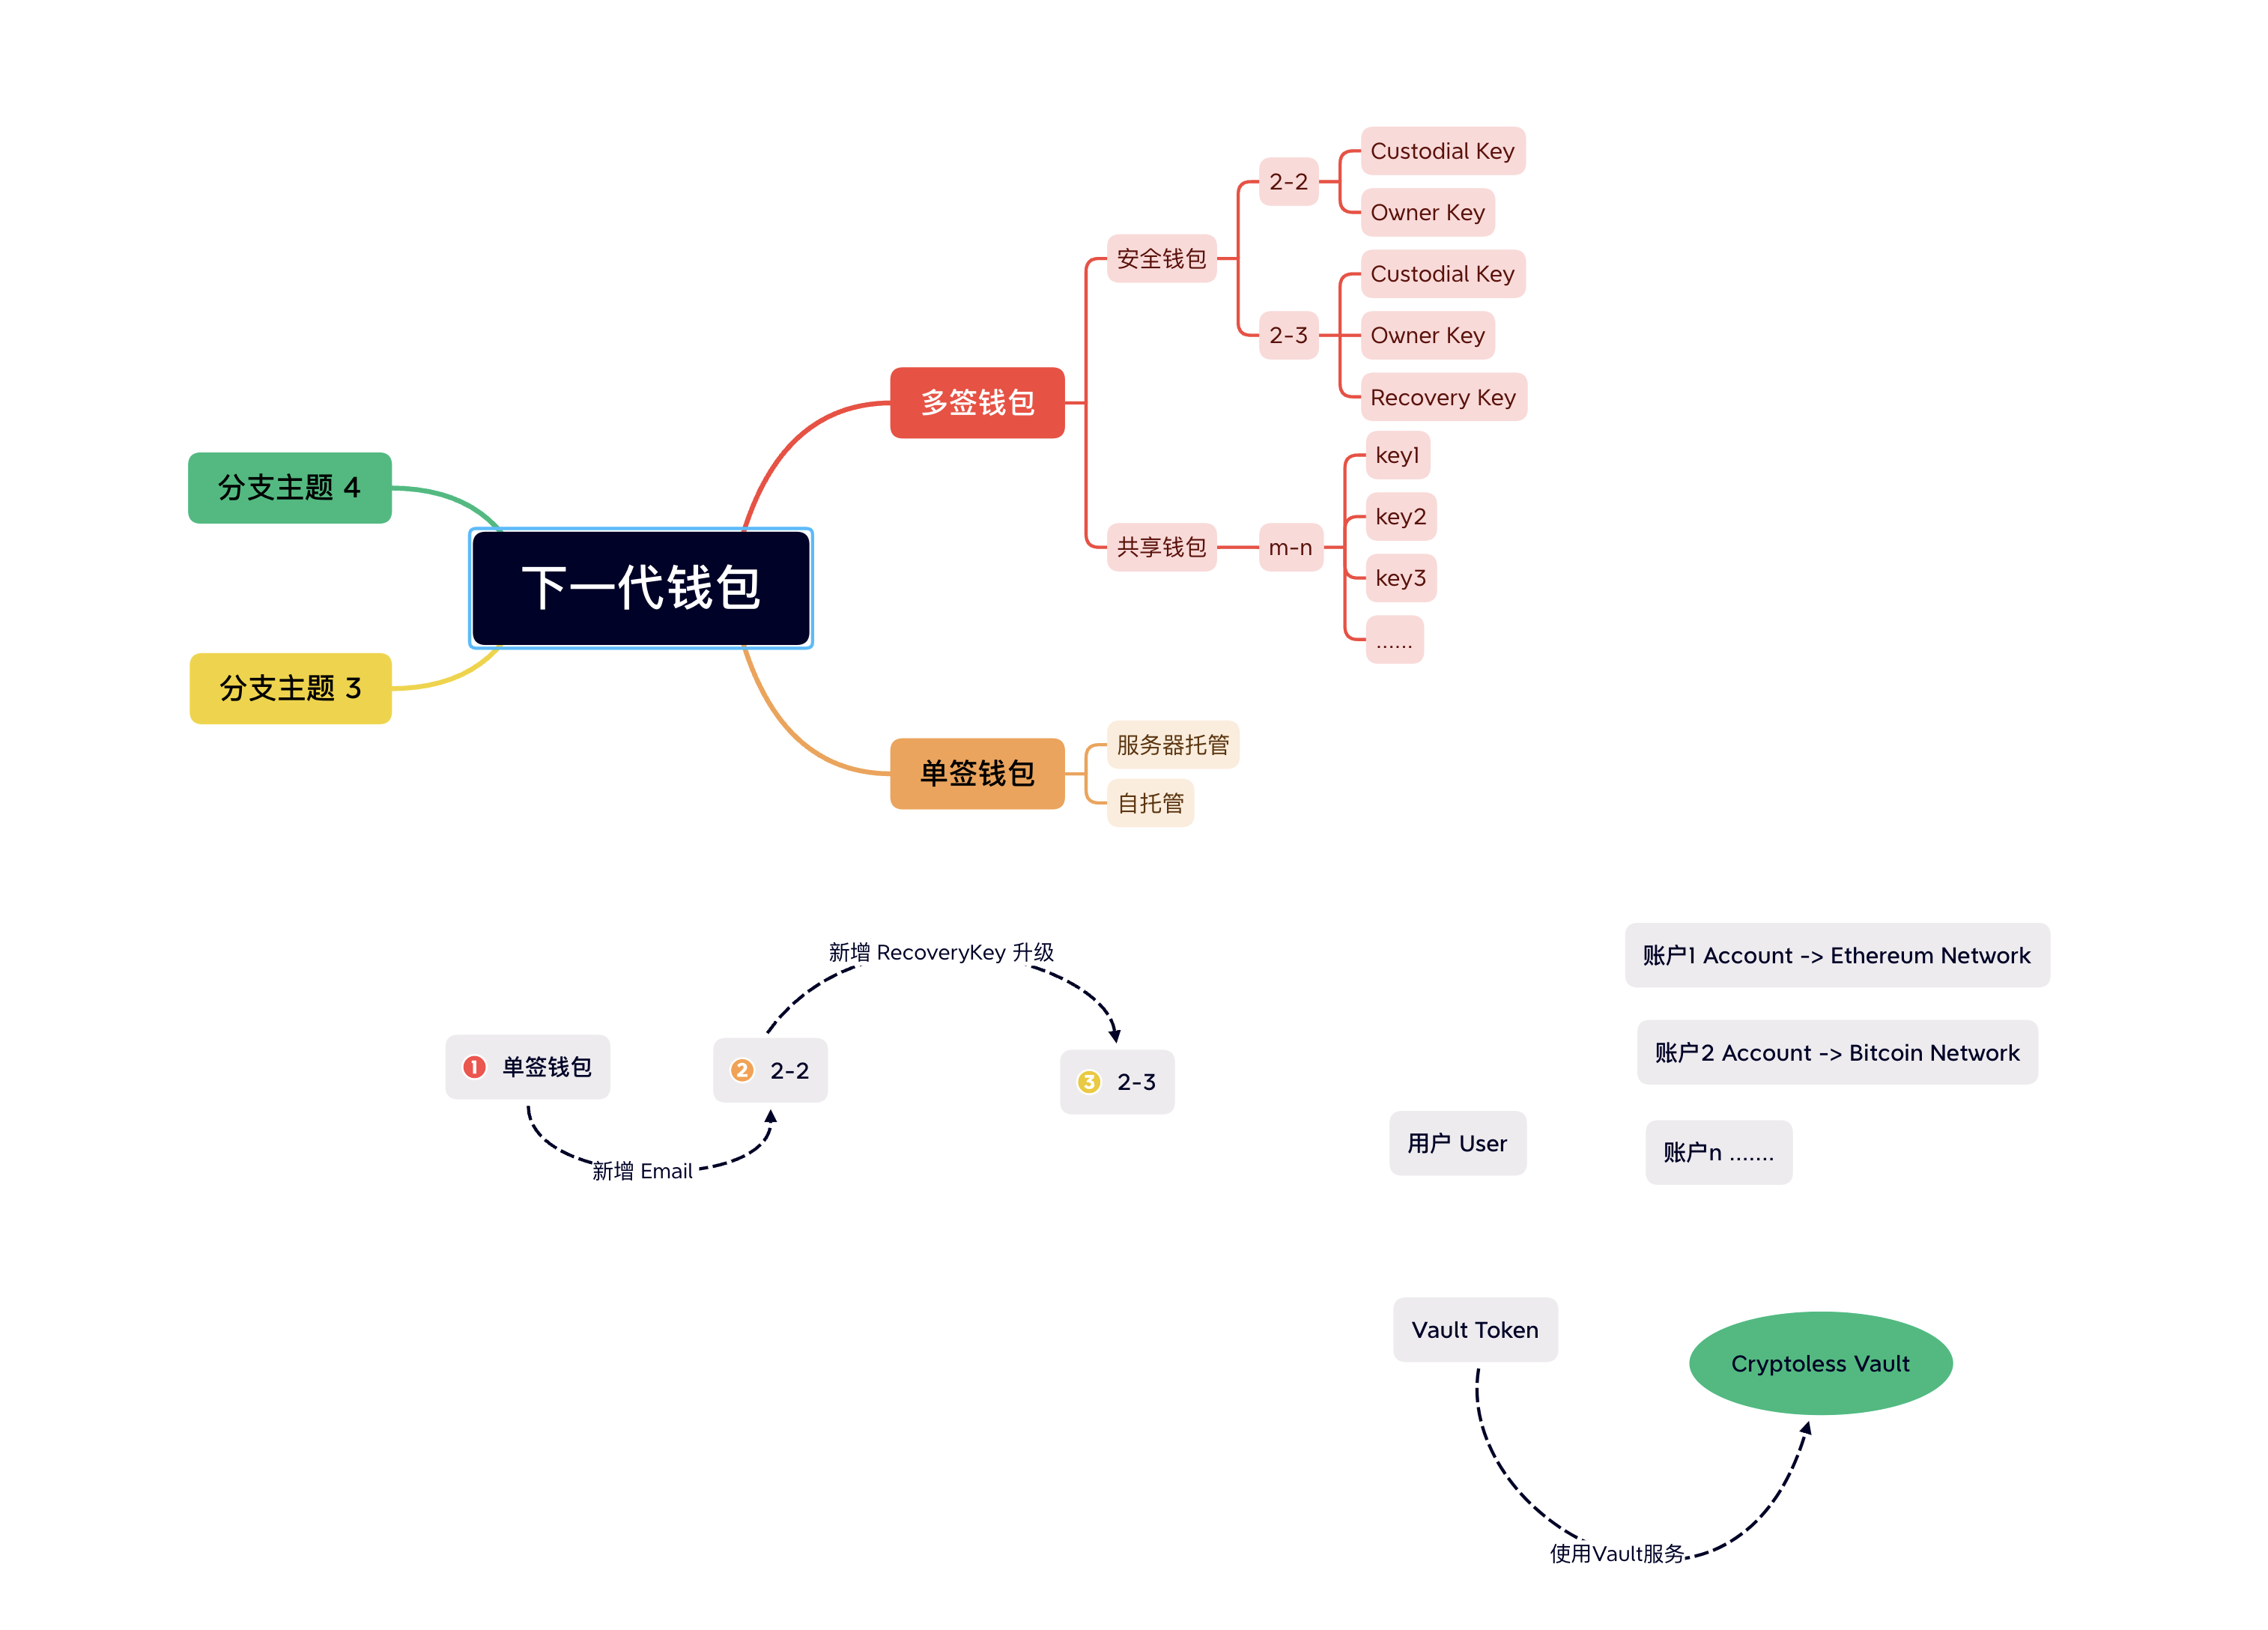 下一代钱包
多签钱包
安全钱包
2-2
Custodial Key
Owner Key
2-3
Custodial Key
Owner Key
Recovery Key
共享钱包
m-n
key1
key2
key3
......
单签钱包
服务器托管
自托管
分支主题 3
分支主题 4
新增 RecoveryKey 升级
1 单签钱包
2 2-2
3 2-3
新增 Email
账户1 Account -> Ethereum Network
账户2 Account -> Bitcoin Network
用户 User
账户n .......
Vault Token
Cryptoless Vault
使用Vault服务